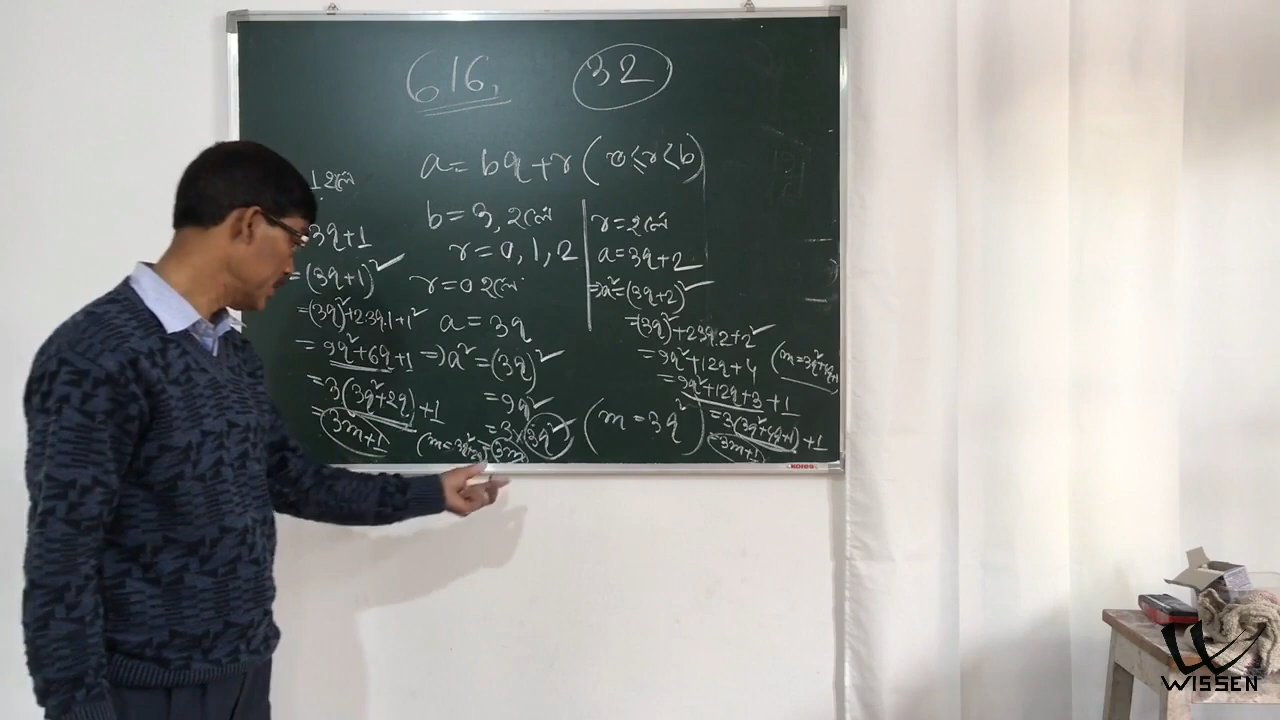 616, 32
a = bq + r (0 ≤ r < b)
1 হলে
3q+1
= (3q+1)²
= (3q)²+2.3q.1+1²
= 9q²+6q+1
= 3(3q²+2q)+1
= 3m+1
b = 3, হলে
r = 0, 1, 2
r = 0 হলে
a = 3q
⇒ a² = (3q)²
= 9q²
= 3×3q² (m = 3q²)
= 3m
r = 2 হলে
a = 3q+2
⇒ a² = (3q+2)²
= (3q)²+2.3q.2+2²
= 9q²+12q+4
= 9q²+12q+3+1
= 3(3q²+4q+1)+1
= 3m+1
(m = 3q²+4q+1
kores
WISSEN